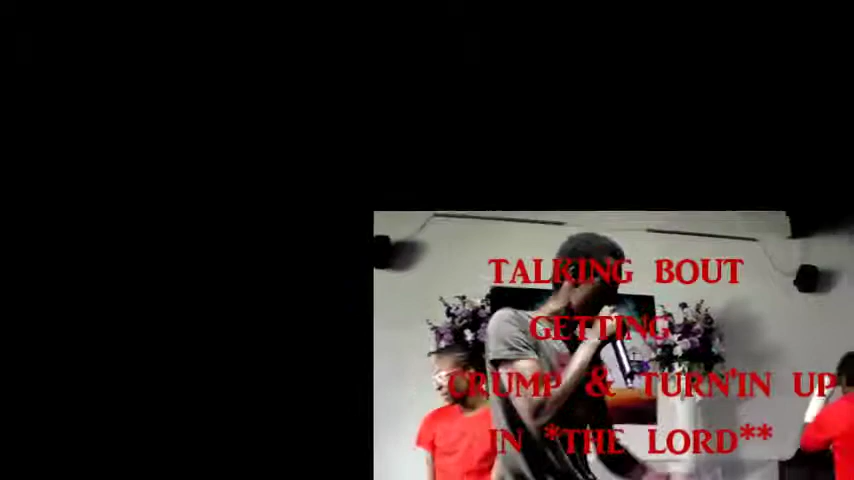 TALKING BOUT
GETTING
CRUMP & TURN'IN UP
IN *THE LORD**